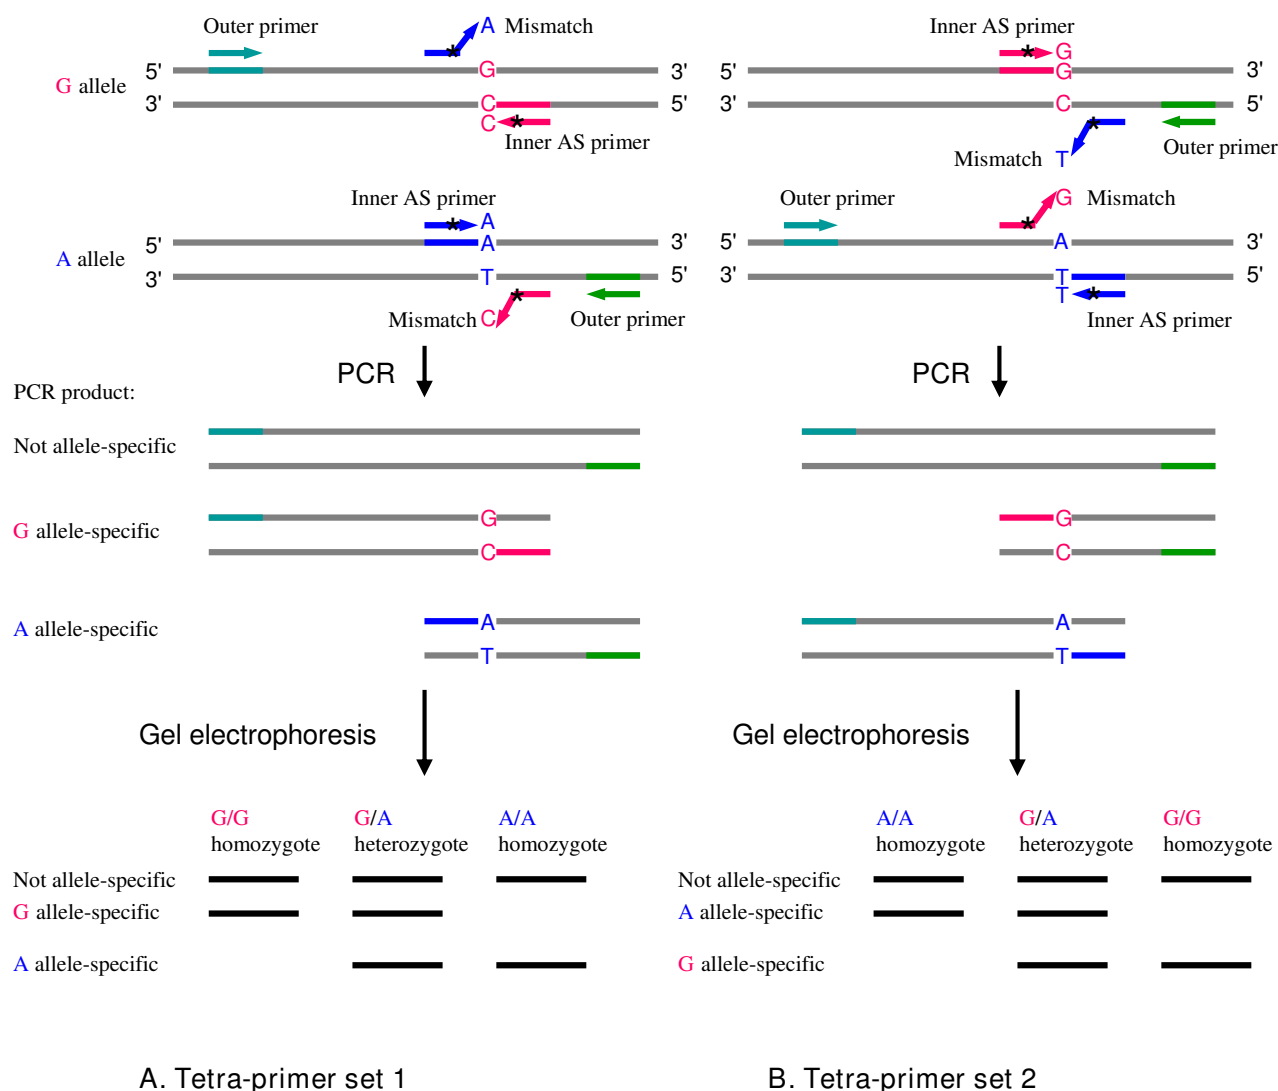 Outer primer
A Mismatch
5' G 3'
G allele
3' C 5'
C
*
*
Inner AS primer
Inner AS primer
A
5' A 3'
A allele
3' T 5'
*
*
Mismatch C
Outer primer
PCR
Inner AS primer
G
*
5' G 3'
3' C 5'
*
Mismatch T
Outer primer
Outer primer
G Mismatch
*
5' A 3'
3' T 5'
T
*
Inner AS primer
PCR
PCR product:
Not allele-specific
G allele-specific
G
C
G
C
A allele-specific
A
T
A
T
Gel electrophoresis
Gel electrophoresis
G/G G/A A/A
homozygote heterozygote homozygote
Not allele-specific
G allele-specific
A allele-specific
A/A G/A G/G
homozygote heterozygote homozygote
Not allele-specific
A allele-specific
G allele-specific
A. Tetra-primer set 1
B. Tetra-primer set 2